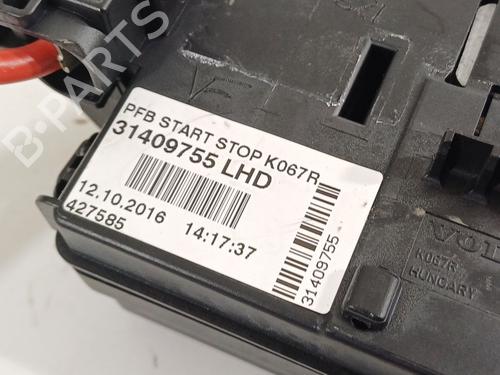 PFB START STOP K067R
31409755 LHD
12.10.2016 14:17:37
427585
31409755
K067R
HUNGARY
B-PARTS